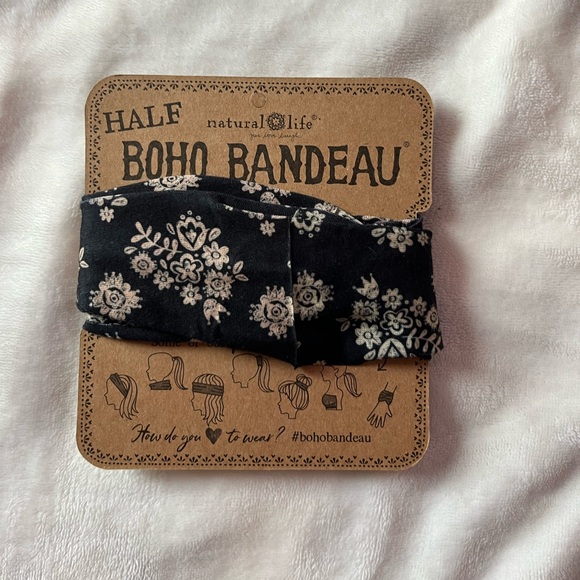 HALF
natural life®
BOHO BANDEAU®
How do you ♥ to wear? #bohobandeau